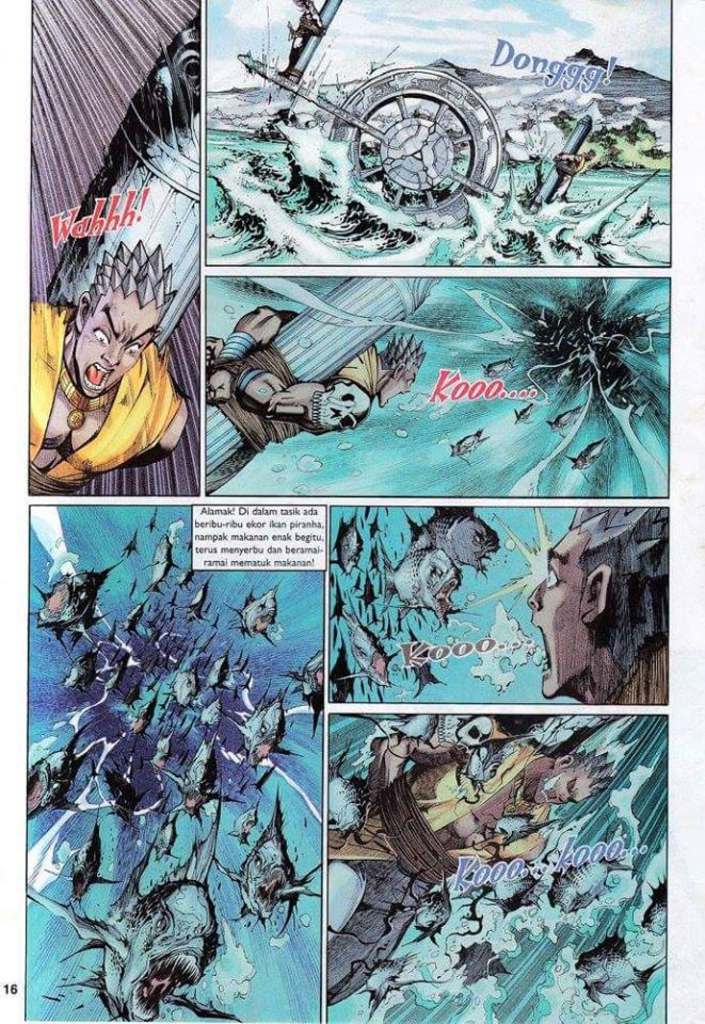 Wahhh!
Donggg!
Kooo....
Alamak! Di dalam tasik ada
beribu-ribu ekor ikan piranha,
nampak makanan enak begitu,
terus menyerbu dan beramai-
ramai mematuk makanan!
Kooo....
Kooo.. kooo...
16